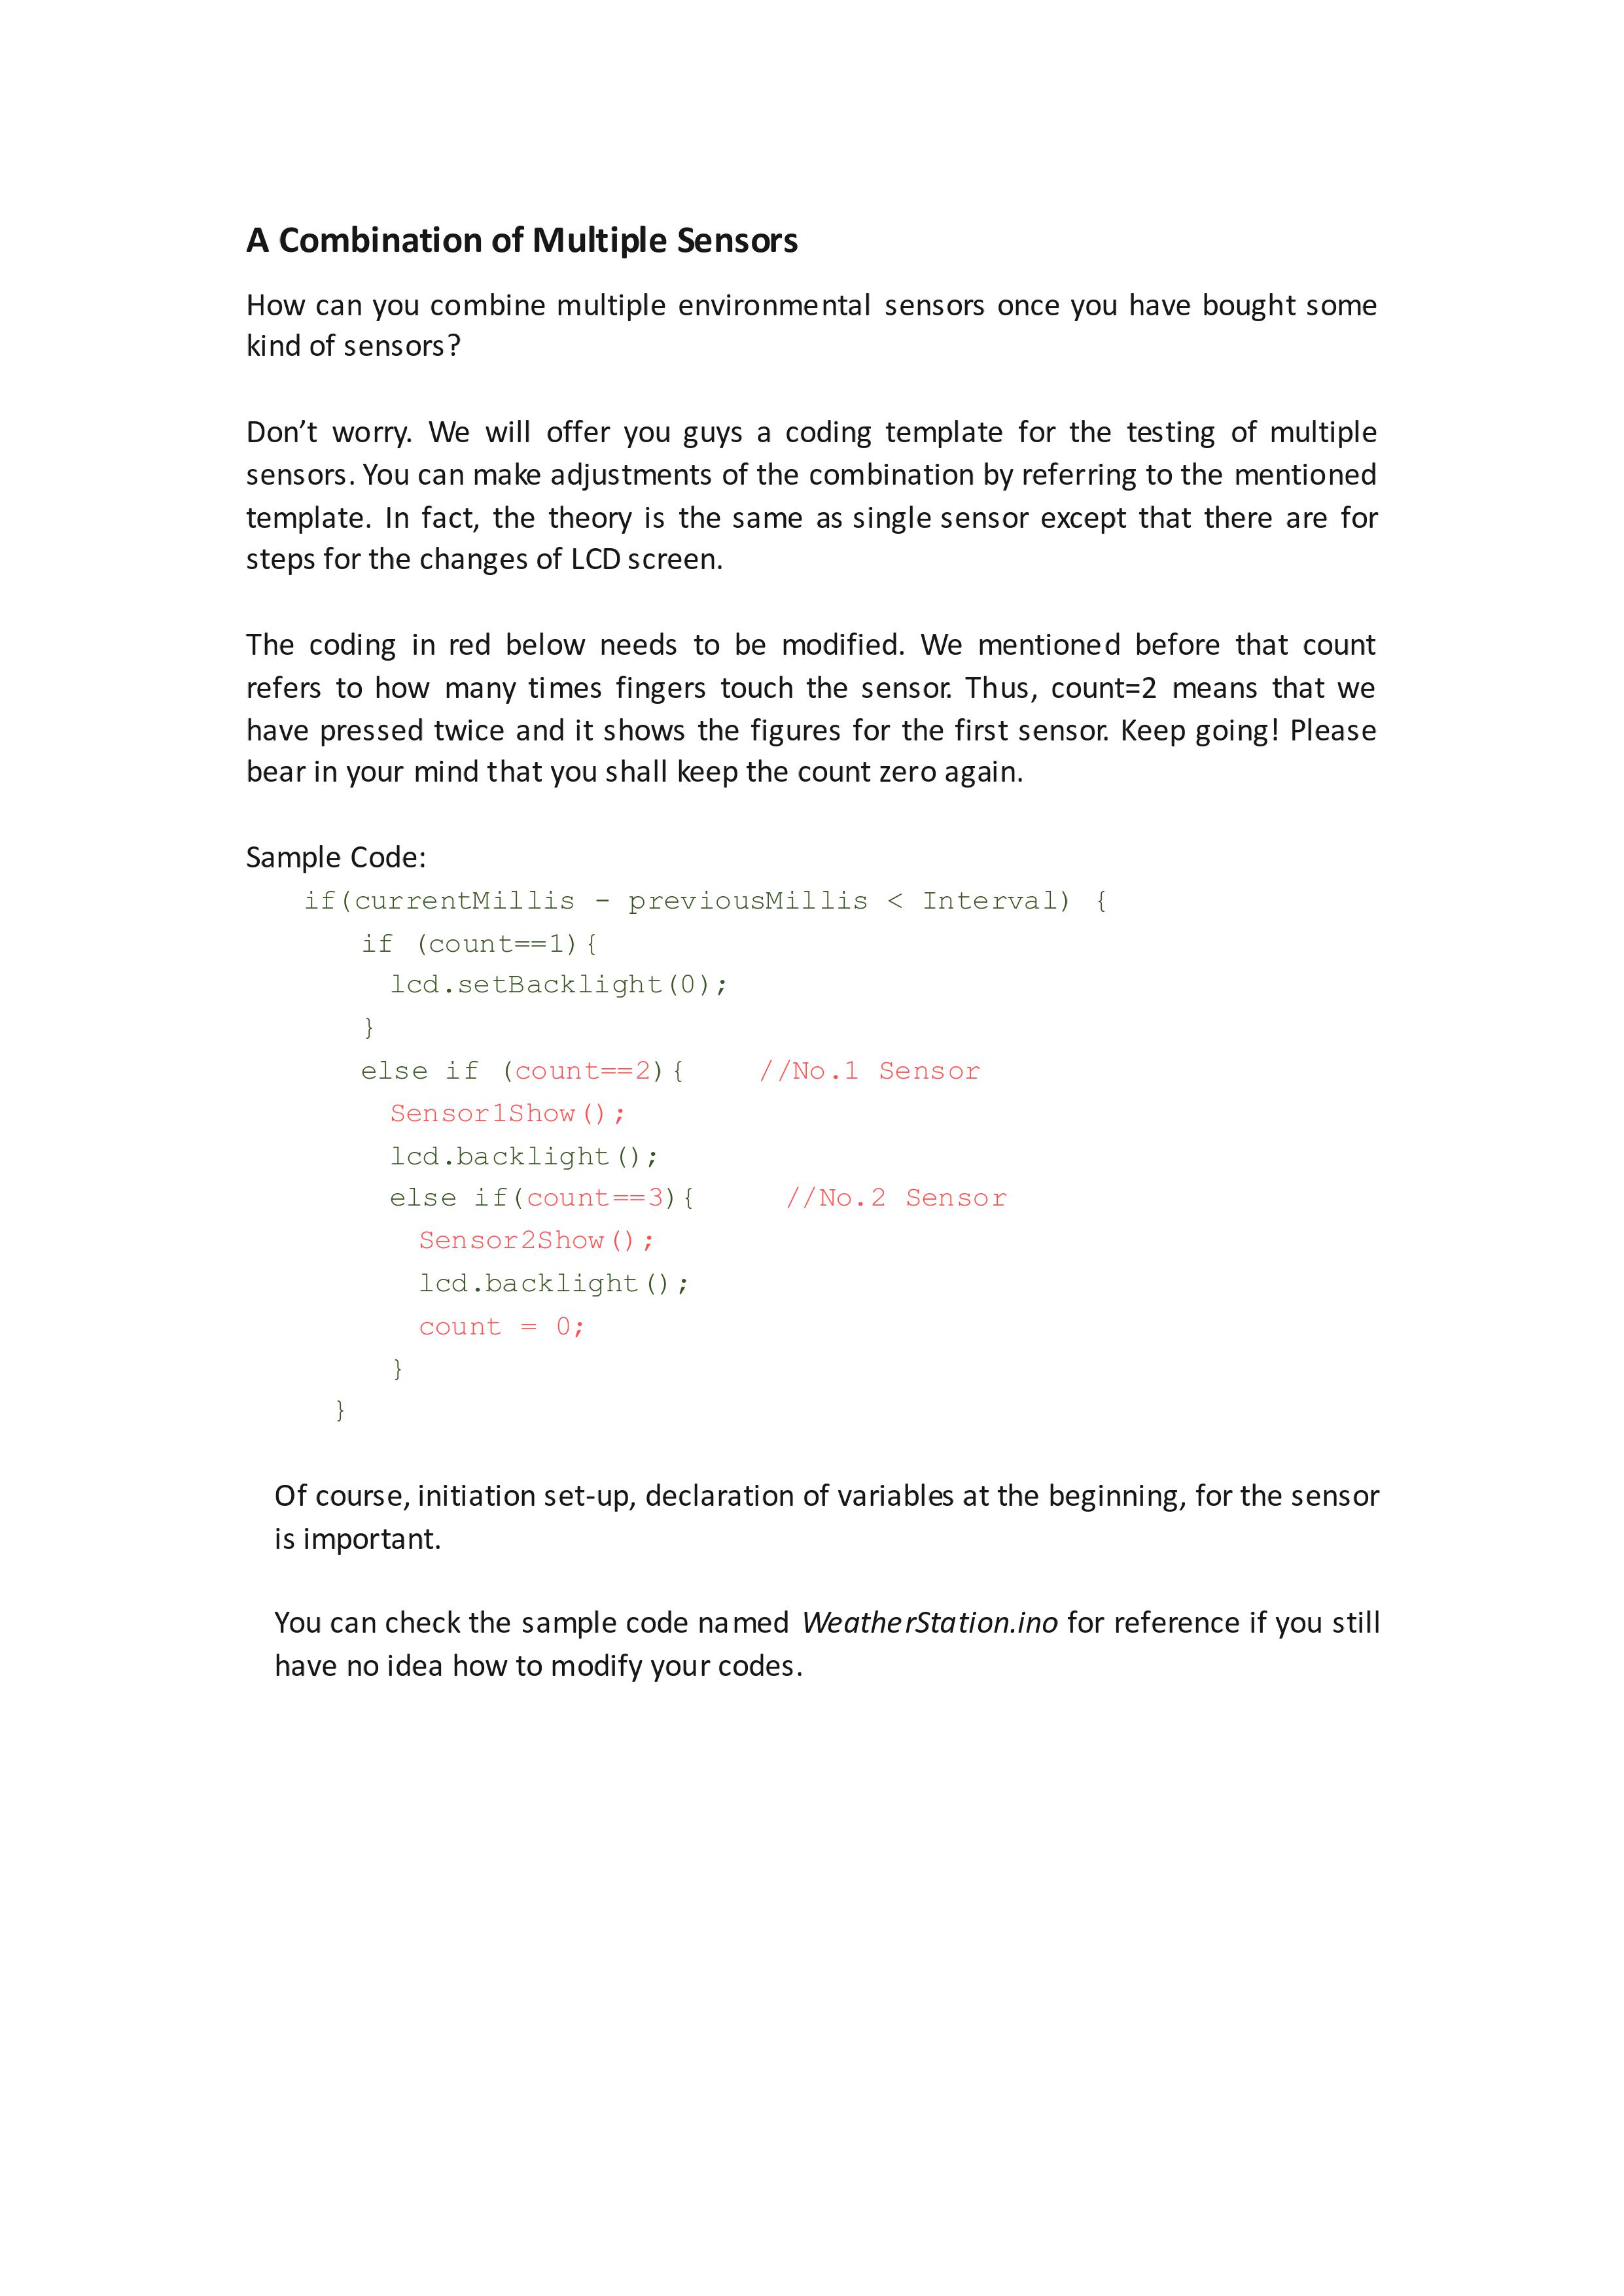 A Combination of Multiple Sensors
How can you combine multiple environmental sensors once you have bought some
kind of sensors?
Don’t worry. We will offer you guys a coding template for the testing of multiple
sensors. You can make adjustments of the combination by referring to the mentioned
template. In fact, the theory is the same as single sensor except that there are for
steps for the changes of LCD screen.
The coding in red below needs to be modified. We mentioned before that count
refers to how many times fingers touch the sensor. Thus, count=2 means that we
have pressed twice and it shows the figures for the first sensor. Keep going! Please
bear in your mind that you shall keep the count zero again.
Sample Code:
if(currentMillis - previousMillis < Interval) {
if (count==1){
lcd.setBacklight(0);
}
else if (count==2){ //No.1 Sensor
Sensor1Show();
lcd.backlight();
else if(count==3){ //No.2 Sensor
Sensor2Show();
lcd.backlight();
count = 0;
}
}
Of course, initiation set-up, declaration of variables at the beginning, for the sensor
is important.
You can check the sample code named WeatherStation.ino for reference if you still
have no idea how to modify your codes.